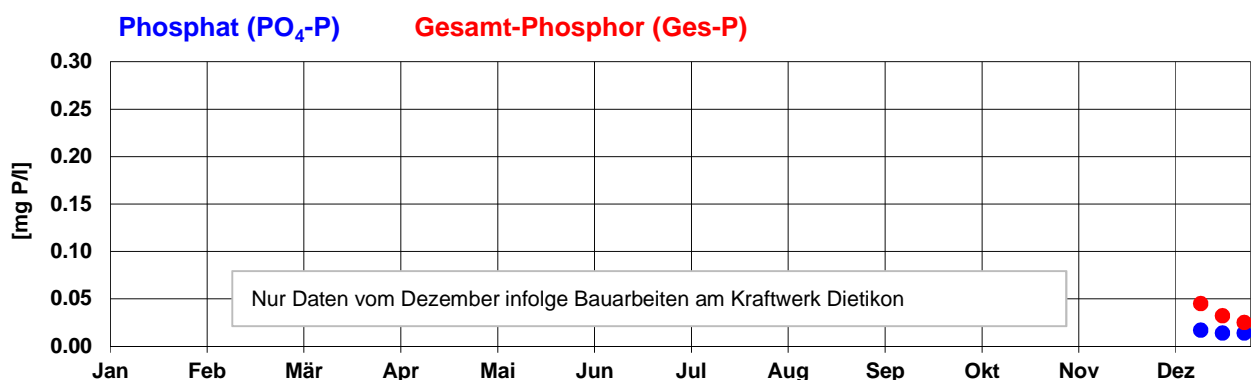 Phosphat (PO₄-P) Gesamt-Phosphor (Ges-P)
0.30
0.25
0.20
0.15
0.10
0.05
0.00
[mg P/l]
Nur Daten vom Dezember infolge Bauarbeiten am Kraftwerk Dietikon
Jan Feb Mär Apr Mai Jun Jul Aug Sep Okt Nov Dez